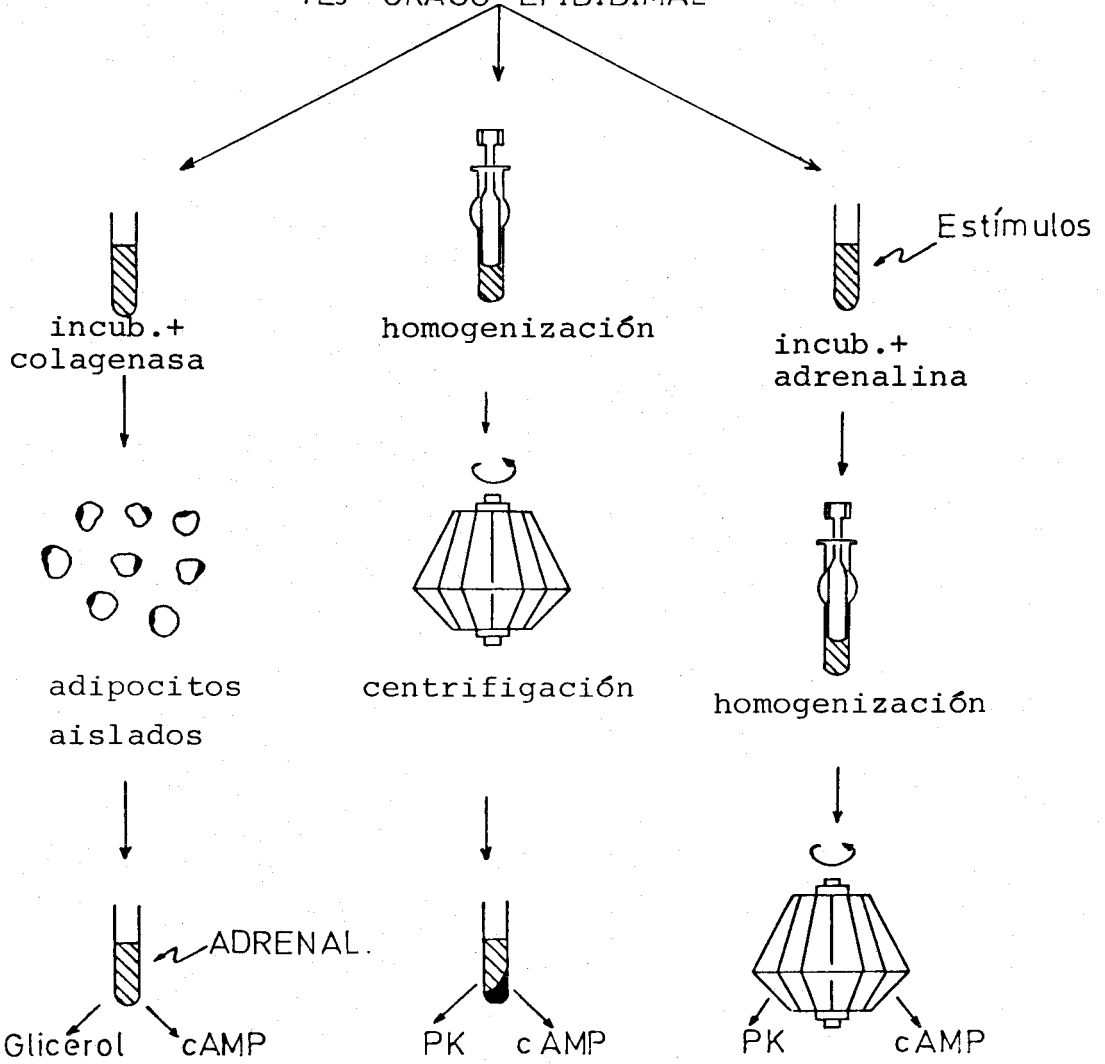 incub.+
colagenasa
adipocitos
aislados
ADRENAL.
Glicerol cAMP
homogenización
centrifigación
PK cAMP
Estímulos
incub.+
adrenalina
homogenización
PK cAMP